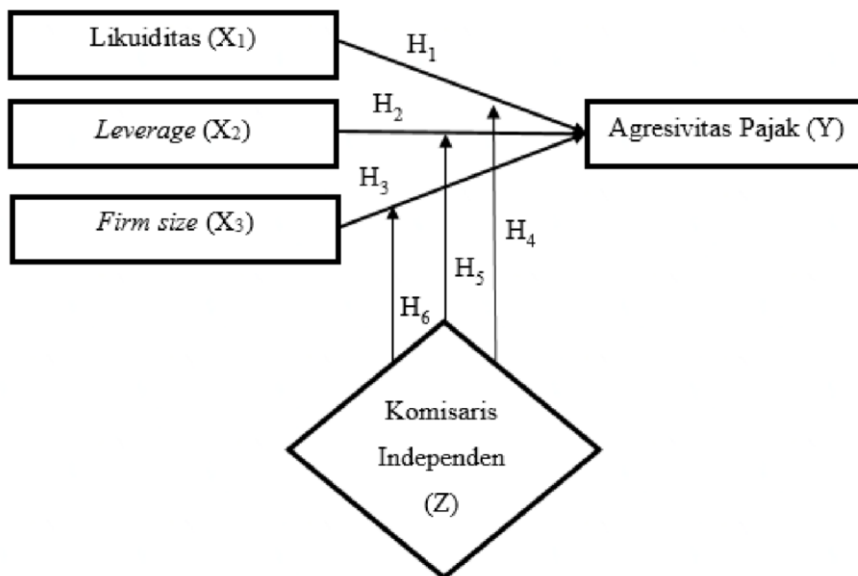 Likuiditas (X₁)
H₁
Leverage (X₂)
H₂
Agresivitas Pajak (Y)
H₃
Firm size (X₃)
H₄
H₅
H₆
Komisaris
Independen
(Z)